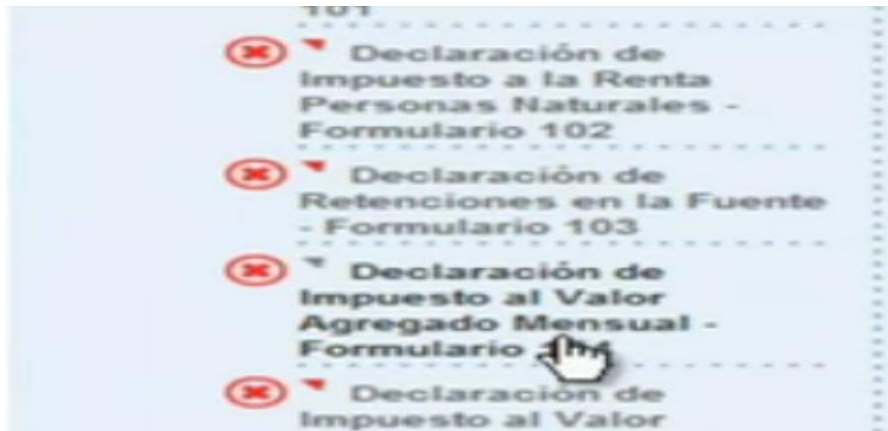 101
Declaración de
Impuesto a la Renta
Personas Naturales -
Formulario 102
Declaración de
Retenciones en la Fuente
- Formulario 103
Declaración de
Impuesto al Valor
Agregado Mensual -
Formulario
Declaración de
Impuesto al Valor